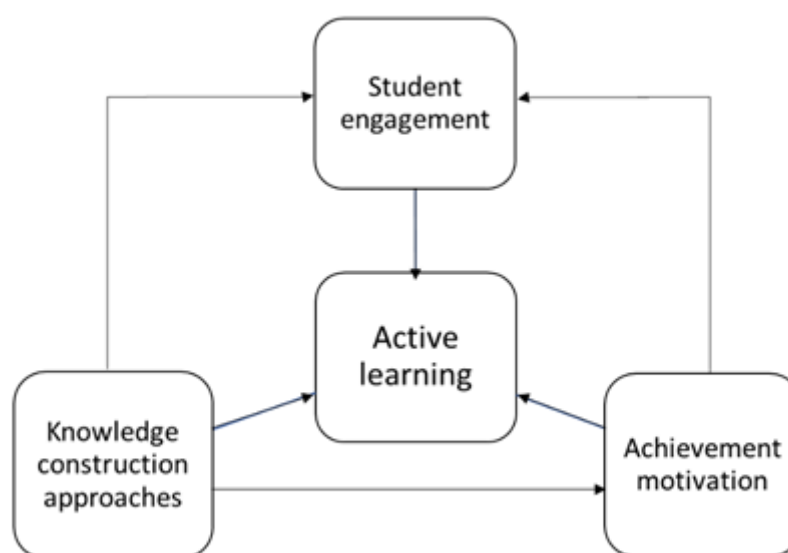 Student
engagement
Active
learning
Knowledge
construction
approaches
Achievement
motivation